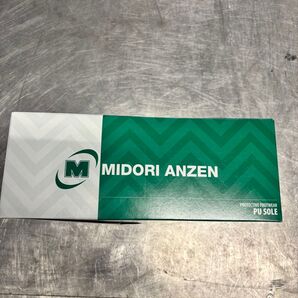 M MIDORI ANZEN
PROTECTIVE FOOTWEAR
PU SOLE